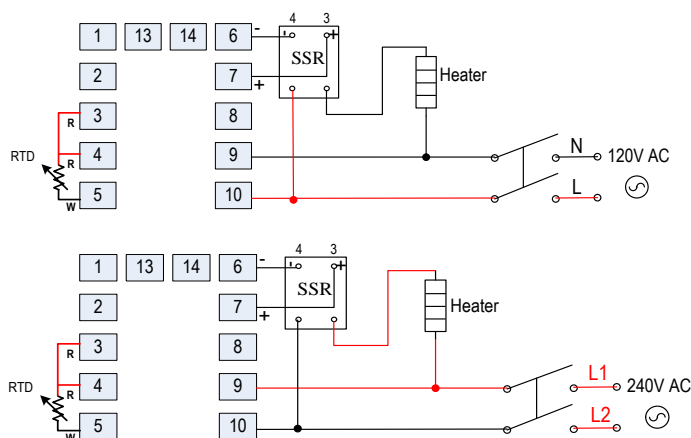 4 3
1 13 14 6 - - +
SSR
2 7 +
Heater
3 R 8
RTD 4 R 9 N 120V AC
5 W 10 L
4 3
1 13 14 6 - - +
SSR
2 7 +
Heater
3 R 8
RTD 4 R 9 L1 240V AC
5 W 10 L2